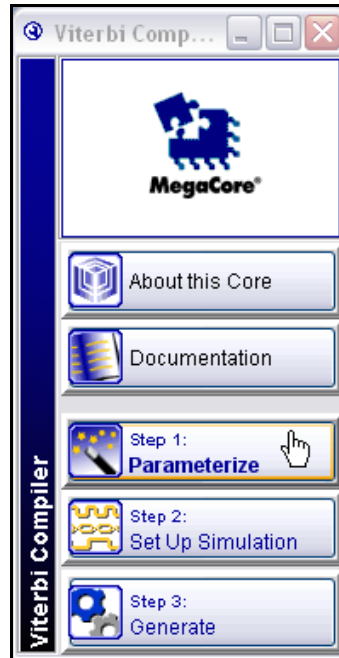 Viterbi Comp...
MegaCore®
About this Core
Documentation
Step 1:
Parameterize
Step 2:
Set Up Simulation
Step 3:
Generate
Viterbi Compiler